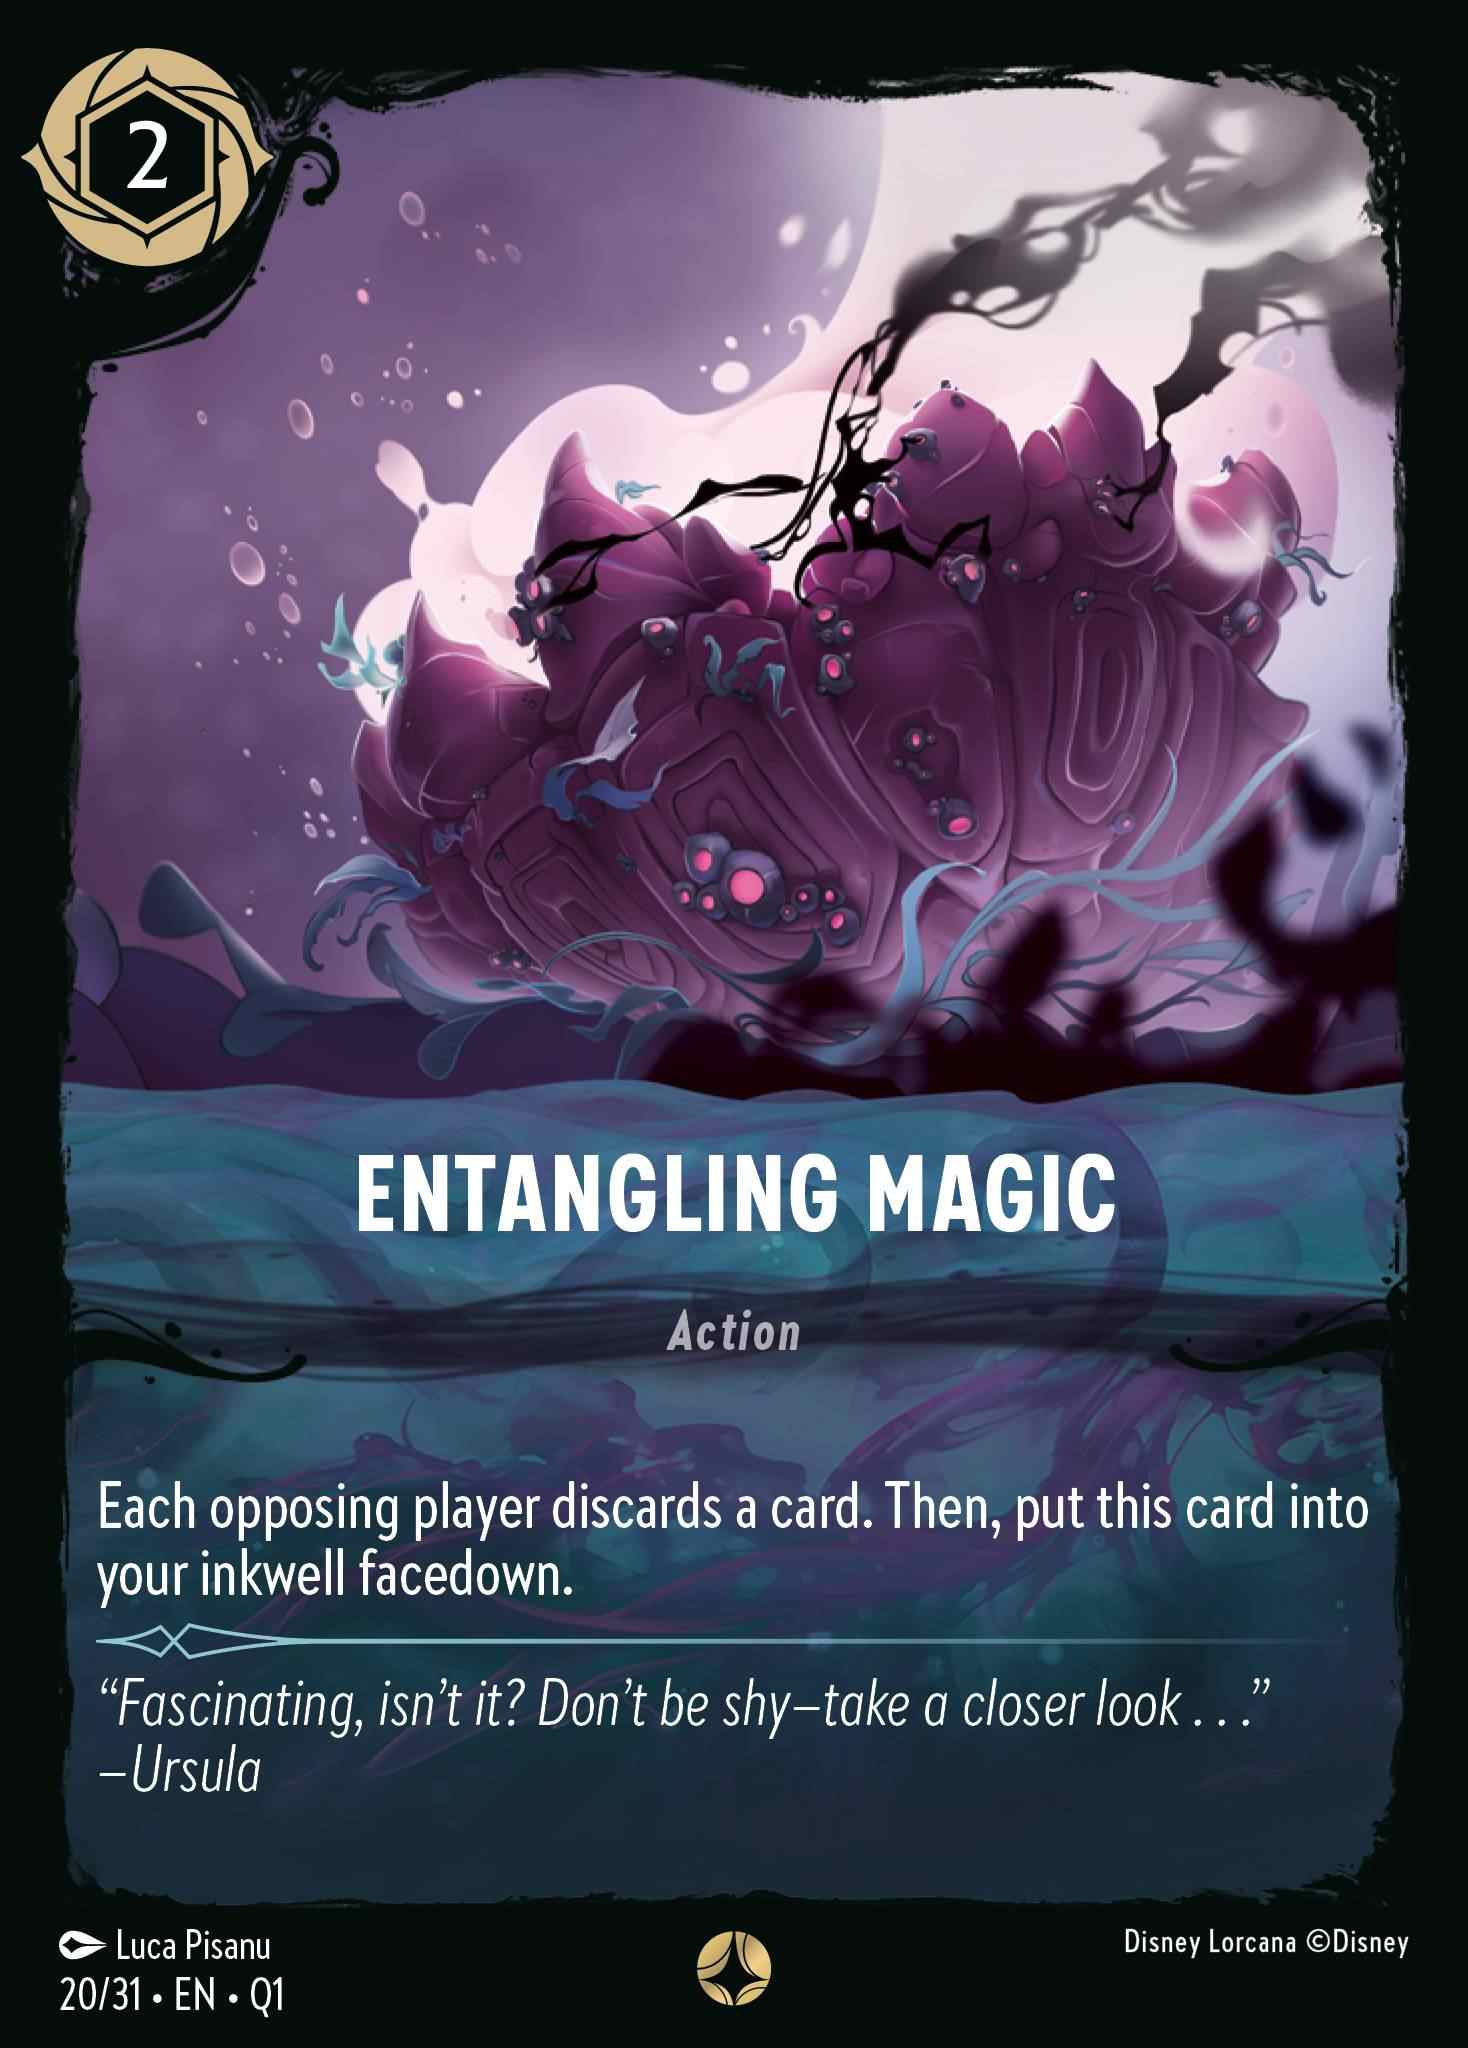 2
ENTANGLING MAGIC
Action
Each opposing player discards a card. Then, put this card into
your inkwell facedown.
“Fascinating, isn’t it? Don’t be shy–take a closer look . . .”
–Ursula
Luca Pisanu
Disney Lorcana ©Disney
20/31 • EN • Q1